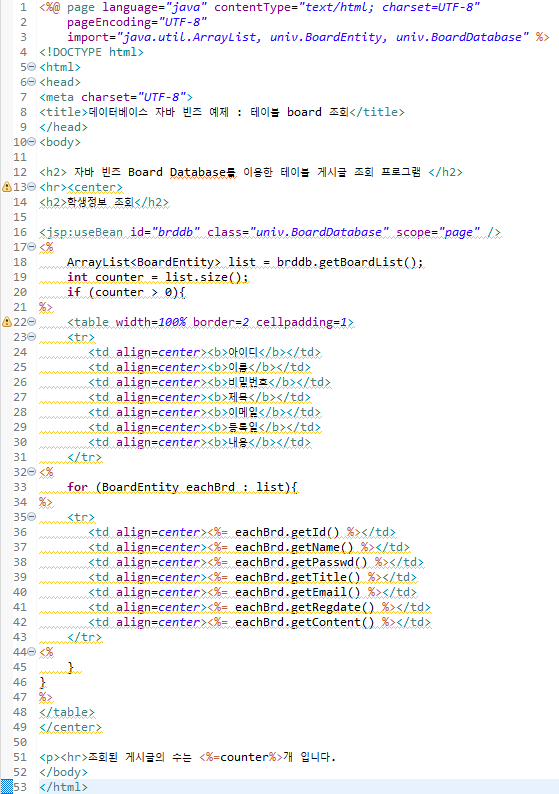 1 <%@ page language="java" contentType="text/html; charset=UTF-8"
2 pageEncoding="UTF-8"
3 import="java.util.ArrayList, univ.BoardEntity, univ.BoardDatabase" %>
4 <!DOCTYPE html>
5 <html>
6 <head>
7 <meta charset="UTF-8">
8 <title>데이터베이스 자바 빈즈 예제 : 테이블 board 조회</title>
9 </head>
10 <body>
11
12 <h2> 자바 빈즈 Board Database를 이용한 테이블 게시글 조회 프로그램 </h2>
13 <hr><center>
14 <h2>학생정보 조회</h2>
15
16 <jsp:useBean id="brddb" class="univ.BoardDatabase" scope="page" />
17 <%
18 ArrayList<BoardEntity> list = brddb.getBoardList();
19 int counter = list.size();
20 if (counter > 0){
21 %>
22 <table width=100% border=2 cellpadding=1>
23 <tr>
24 <td align=center><b>아이디</b></td>
25 <td align=center><b>이름</b></td>
26 <td align=center><b>비밀번호</b></td>
27 <td align=center><b>제목</b></td>
28 <td align=center><b>이메일</b></td>
29 <td align=center><b>등록일</b></td>
30 <td align=center><b>내용</b></td>
31 </tr>
32 <%
33 for (BoardEntity eachBrd : list){
34 %>
35 <tr>
36 <td align=center><%= eachBrd.getId() %></td>
37 <td align=center><%= eachBrd.getName() %></td>
38 <td align=center><%= eachBrd.getPasswd() %></td>
39 <td align=center><%= eachBrd.getTitle() %></td>
40 <td align=center><%= eachBrd.getEmail() %></td>
41 <td align=center><%= eachBrd.getRegdate() %></td>
42 <td align=center><%= eachBrd.getContent() %></td>
43 </tr>
44 <%
45 }
46 }
47 %>
48 </table>
49 </center>
50
51 <p><hr>조회된 게시글의 수는 <%=counter%>개 입니다.
52 </body>
53 </html>